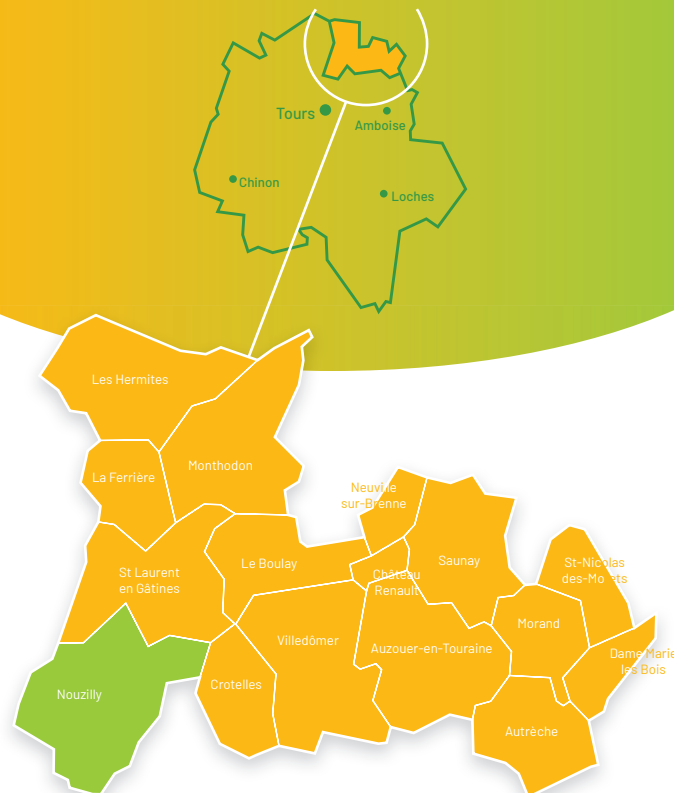 Tours
Amboise
Chinon
Loches
Les Hermites
Monthodon
La Ferrière
Neuville
sur-Brenne
Le Boulay
Saunay
St-Nicolas
des-Motets
St Laurent
en Gâtines
Château
Renault
Morand
Villedômer
Auzouer-en-Touraine
Dame Marie
les Bois
Crotelles
Nouzilly
Autrèche